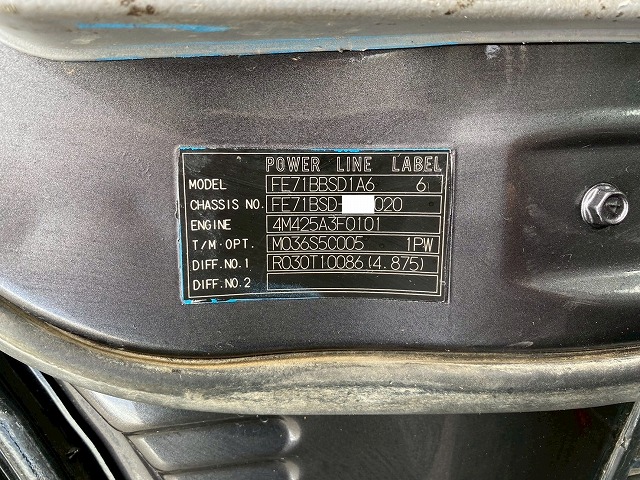 POWER LINE LABEL
MODEL FE71BBSD1A6 6
CHASSIS NO. FE71BSD- 020
ENGINE 4M425A3F0101
T/M·OPT. M036S5C005 1PW
DIFF.NO.1 R030T10086(4.875)
DIFF.NO.2